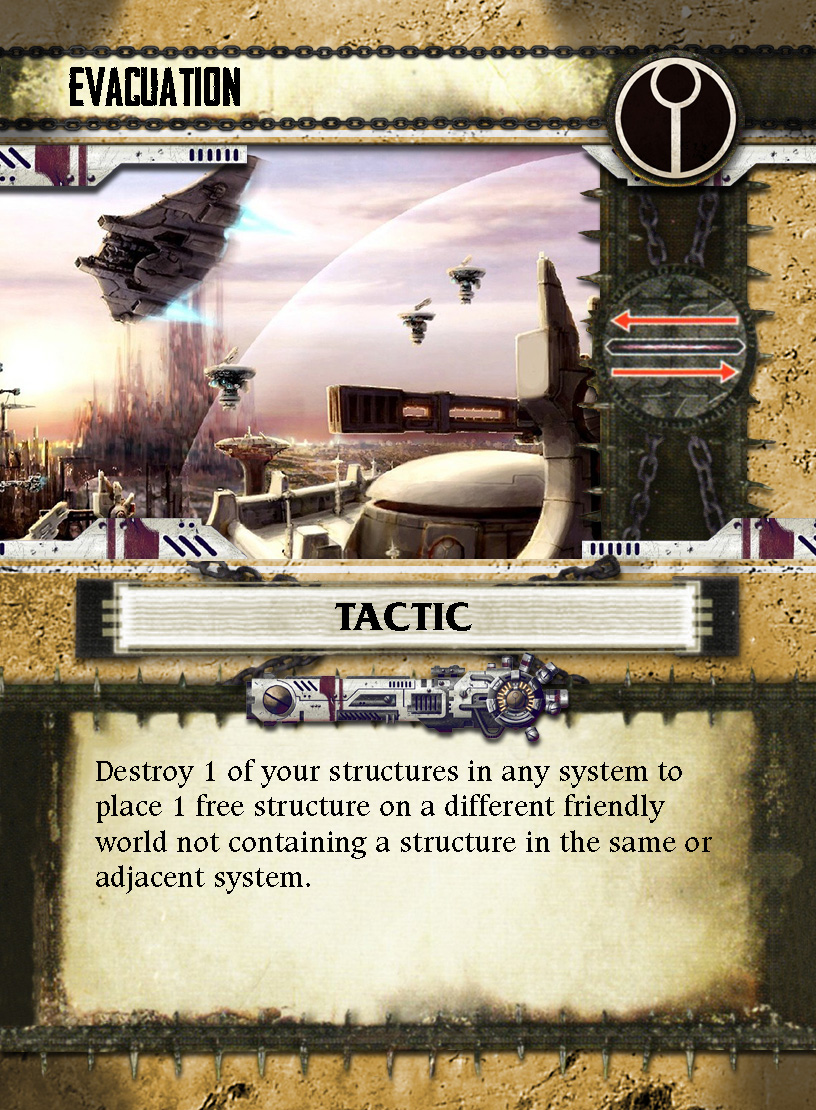 EVACUATION
TACTIC
Destroy 1 of your structures in any system to
place 1 free structure on a different friendly
world not containing a structure in the same or
adjacent system.